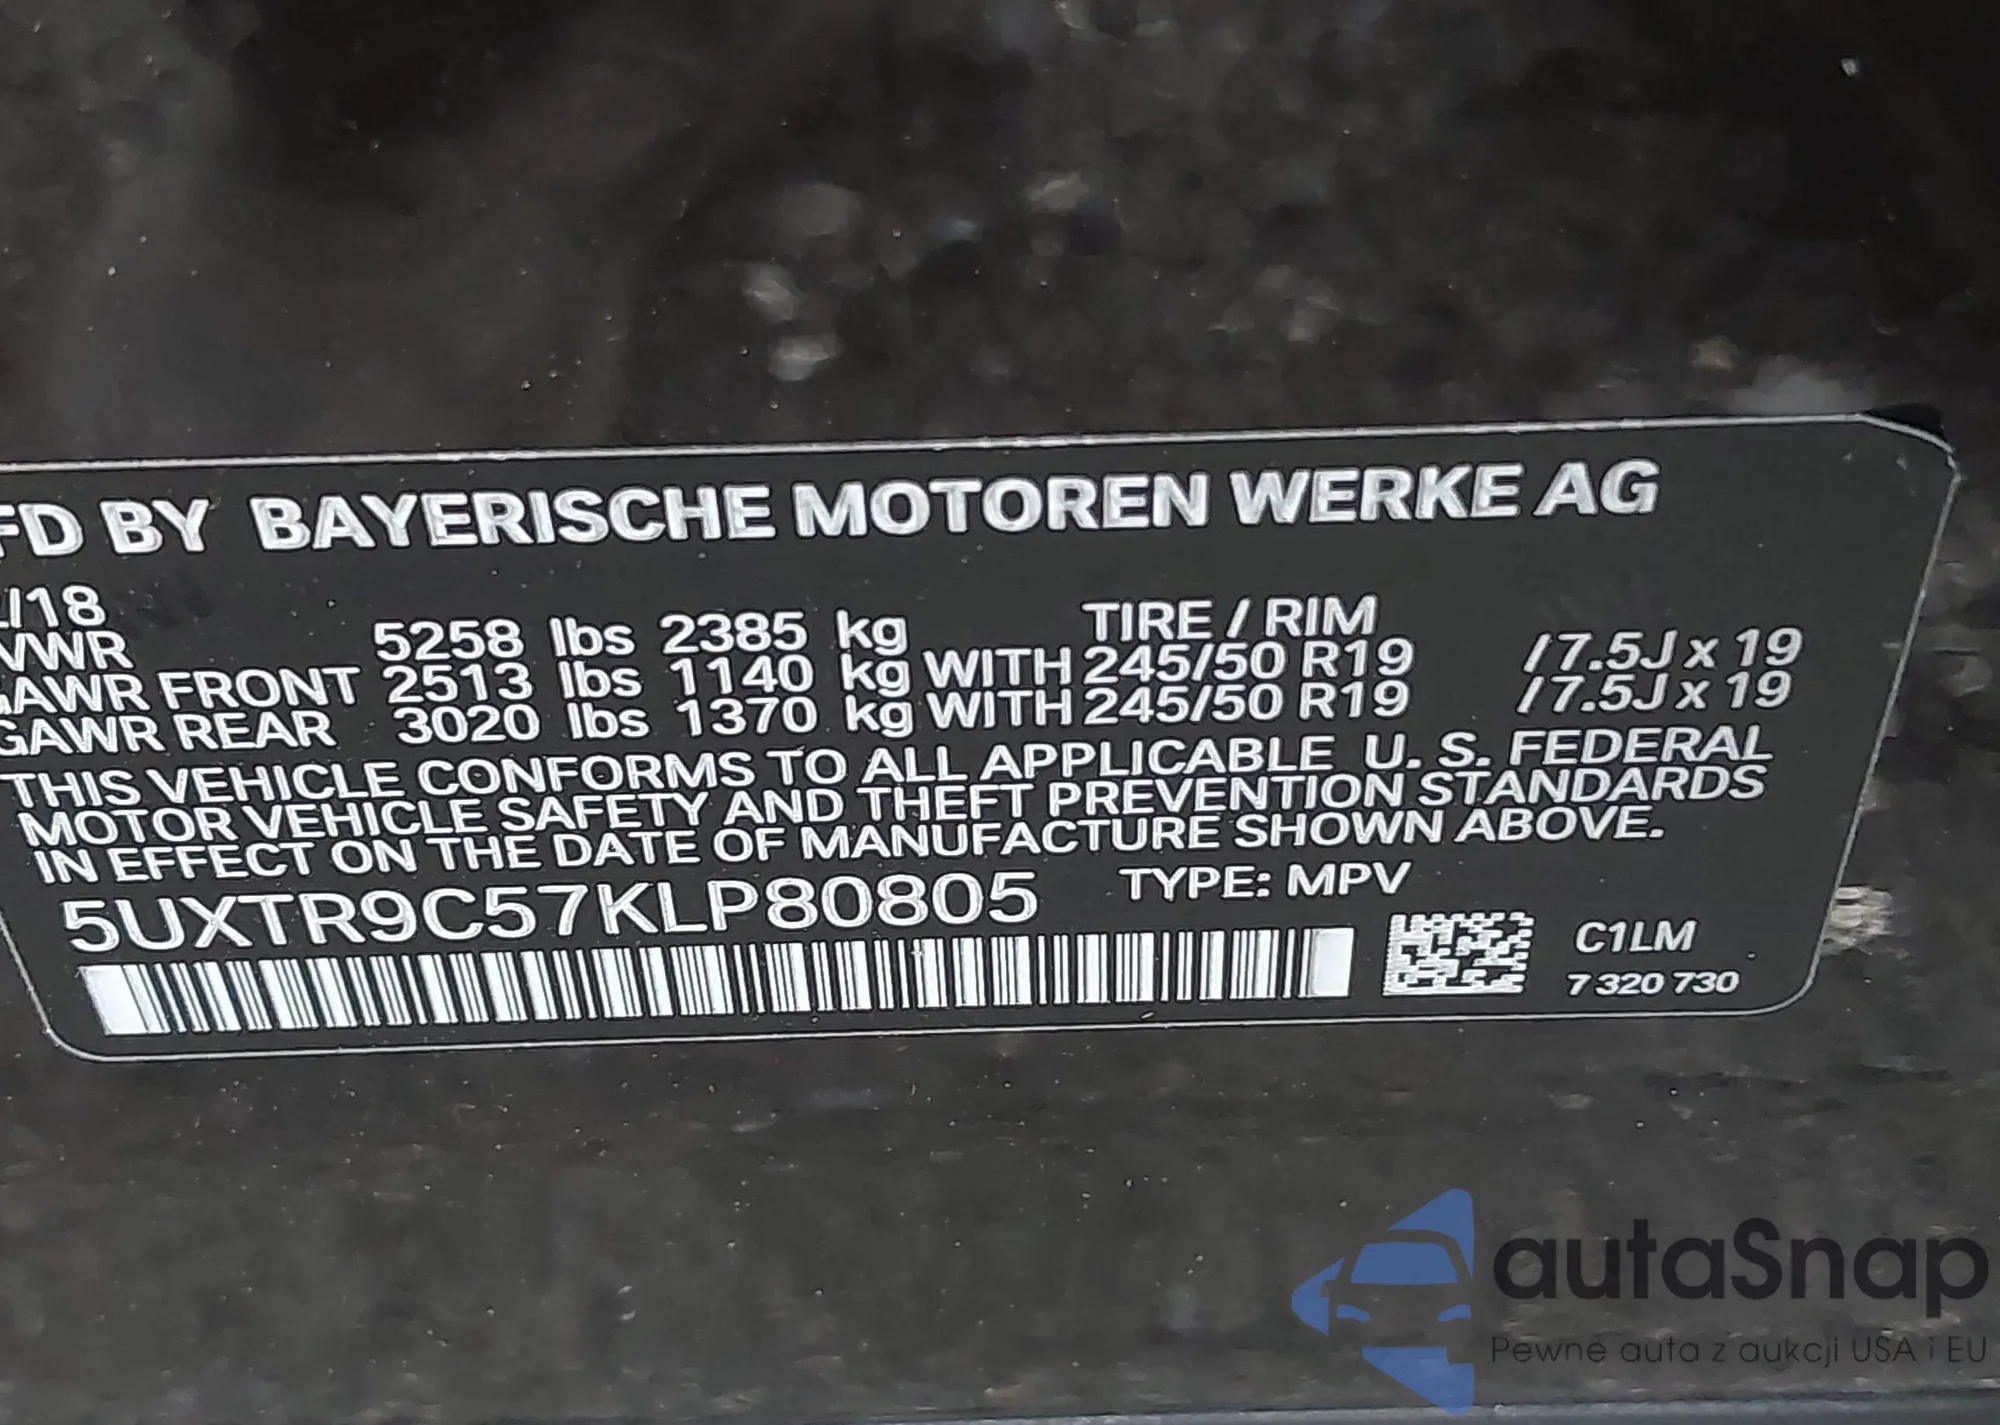 FD BY BAYERISCHE MOTOREN WERKE AG
/18
TIRE / RIM
VWR 5258 lbs 2385 kg
GAWR FRONT 2513 lbs 1140 kg WITH 245/50 R19 / 7.5J x 19
GAWR REAR 3020 lbs 1370 kg WITH 245/50 R19 / 7.5J x 19
THIS VEHICLE CONFORMS TO ALL APPLICABLE U. S. FEDERAL
MOTOR VEHICLE SAFETY AND THEFT PREVENTION STANDARDS
IN EFFECT ON THE DATE OF MANUFACTURE SHOWN ABOVE.
5UXTR9C57KLP80805 TYPE: MPV
C1LM
7 320 730
autaSnap
Pewne auta z aukcji USA i EU